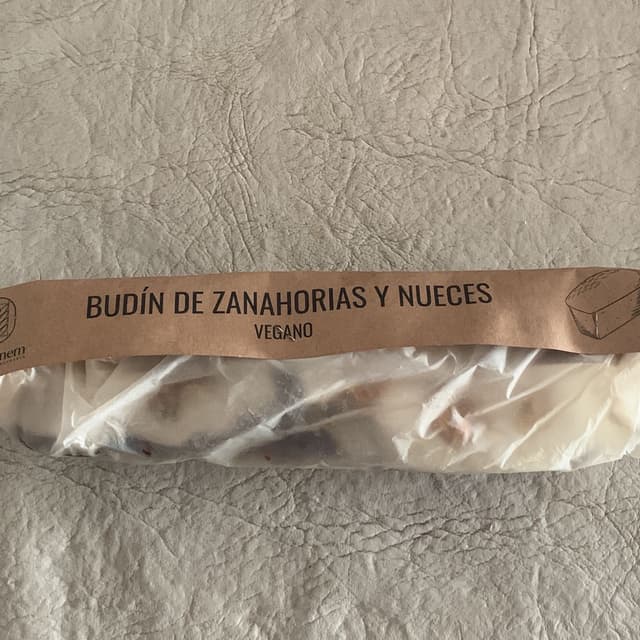 BUDÍN DE ZANAHORIAS Y NUECES
VEGANO